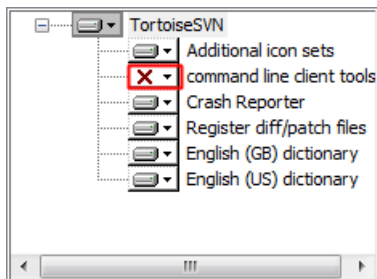 TortoiseSVN
Additional icon sets
command line client tools
Crash Reporter
Register diff/patch files
English (GB) dictionary
English (US) dictionary